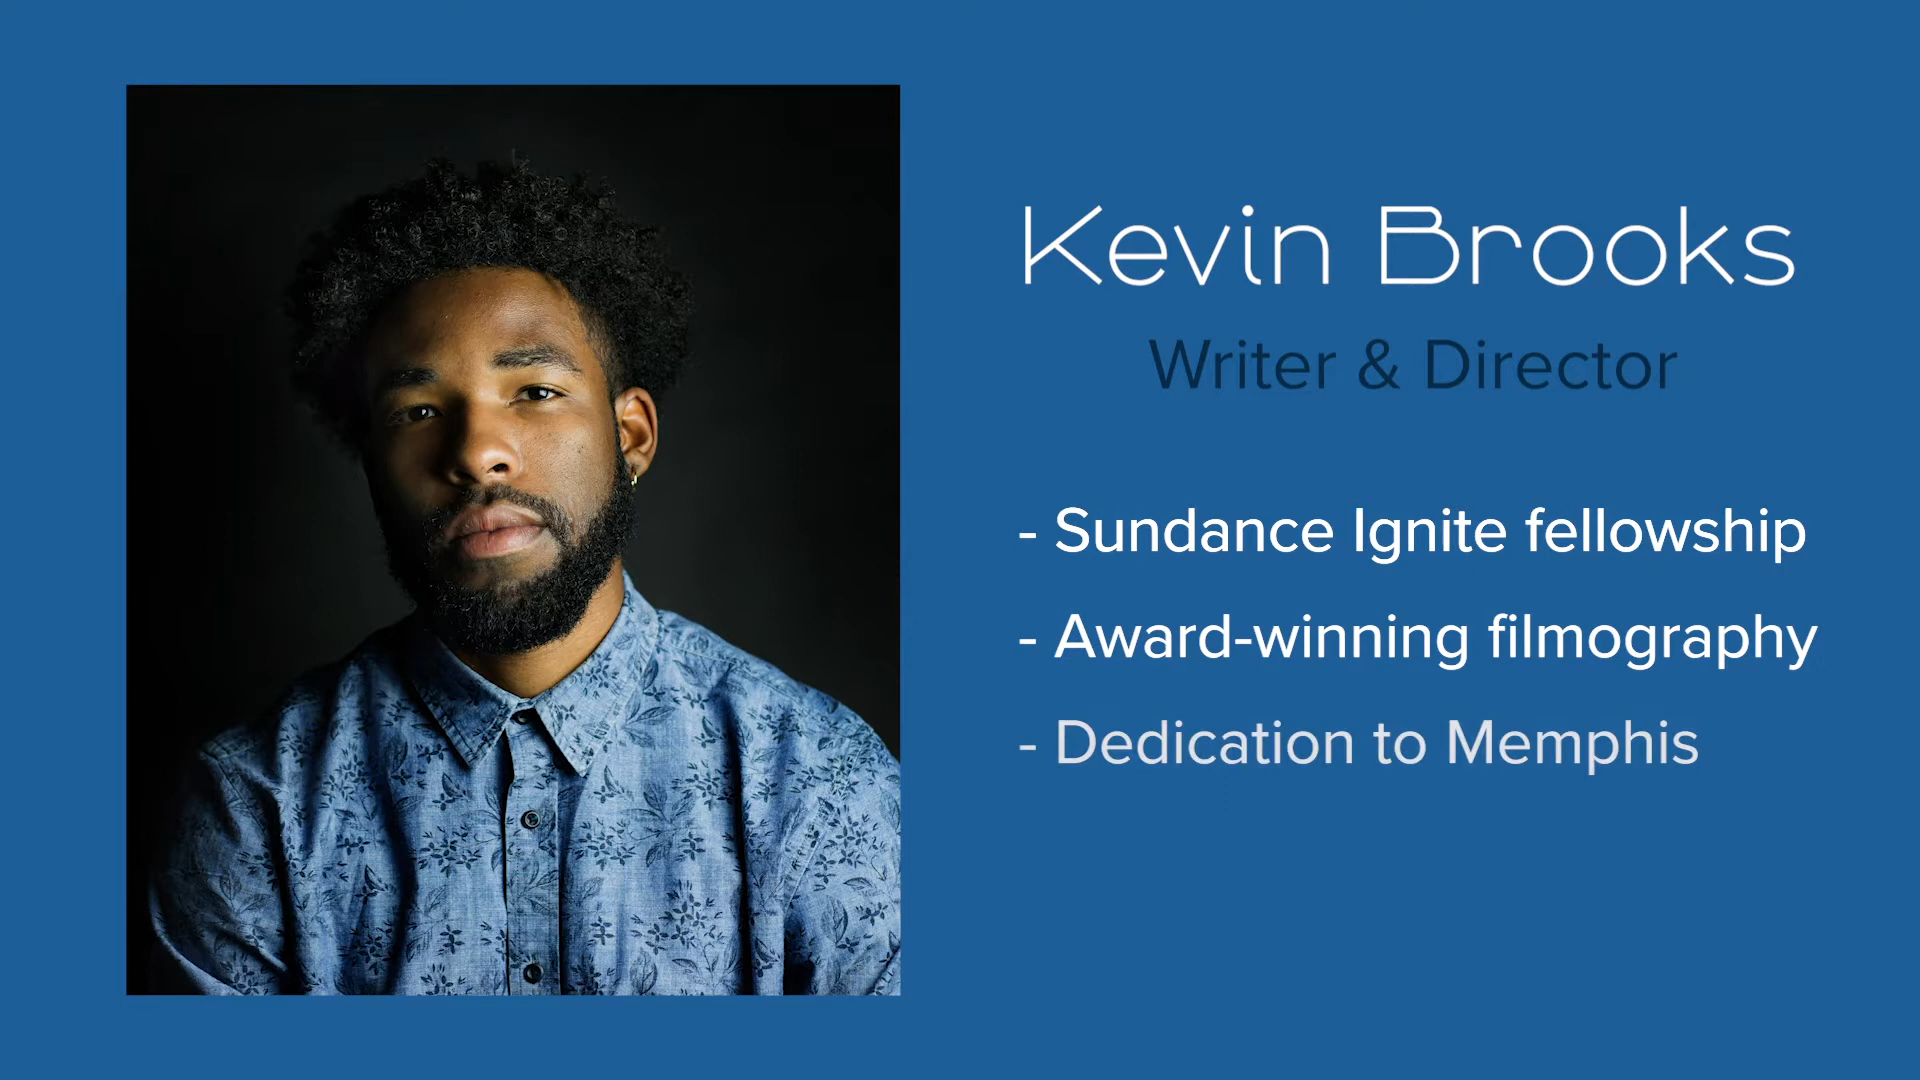 Kevin Brooks
Writer & Director
- Sundance Ignite fellowship
- Award-winning filmography
- Dedication to Memphis